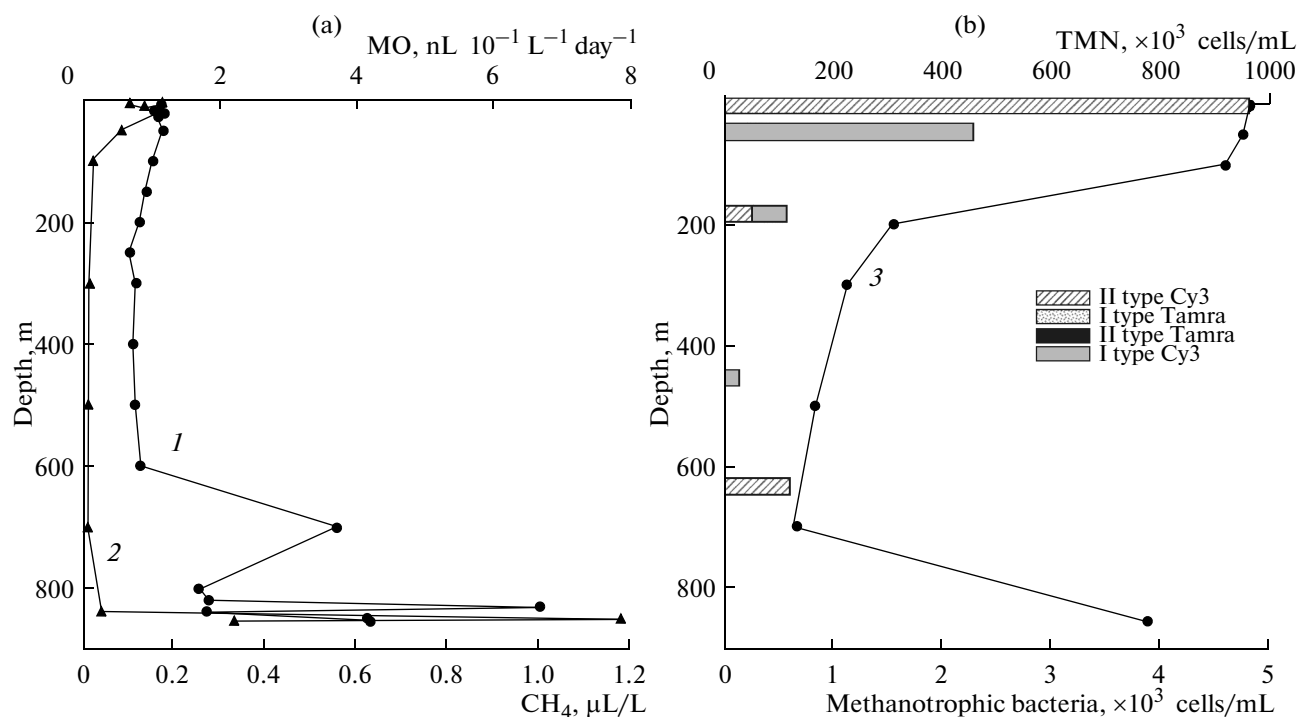 (a)
MO, nL 10⁻¹ L⁻¹ day⁻¹
0 2 4 6 8
200
400
600
800
Depth, m
1
2
0 0.2 0.4 0.6 0.8 1.0 1.2
CH₄, μL/L
(b)
TMN, ×10³ cells/mL
0 200 400 600 800 1000
200
400
600
800
Depth, m
3
II type Cy3
I type Tamra
II type Tamra
I type Cy3
0 1 2 3 4 5
Methanotrophic bacteria, ×10³ cells/mL